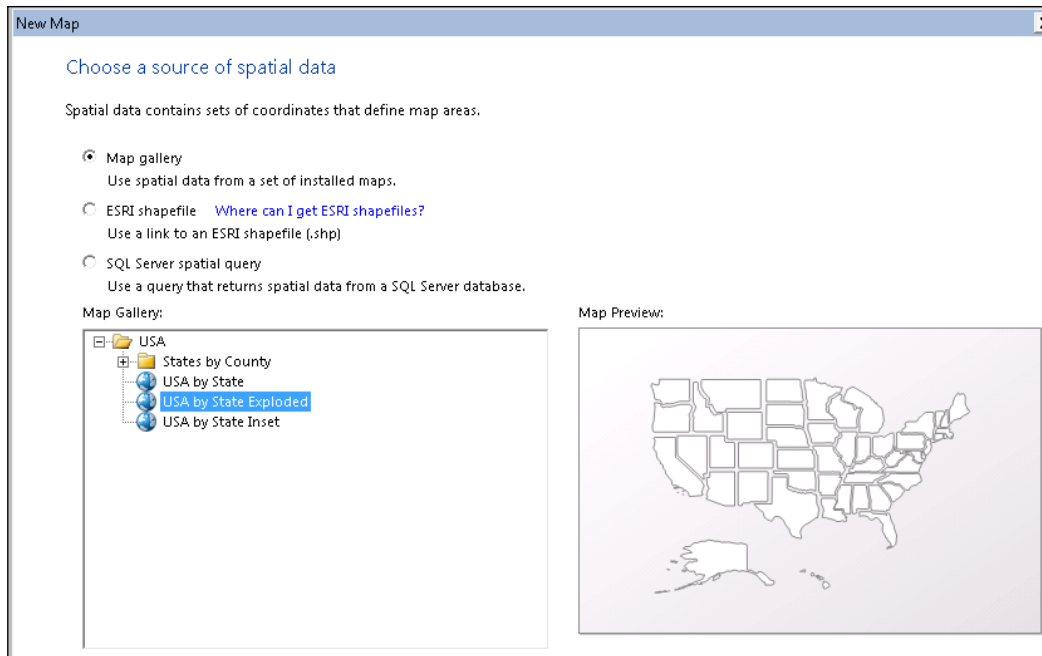 New Map
Choose a source of spatial data
Spatial data contains sets of coordinates that define map areas.
Map gallery
Use spatial data from a set of installed maps.
ESRI shapefile Where can I get ESRI shapefiles?
Use a link to an ESRI shapefile (.shp)
SQL Server spatial query
Use a query that returns spatial data from a SQL Server database.
Map Gallery:
USA
States by County
USA by State
USA by State Exploded
USA by State Inset
Map Preview: